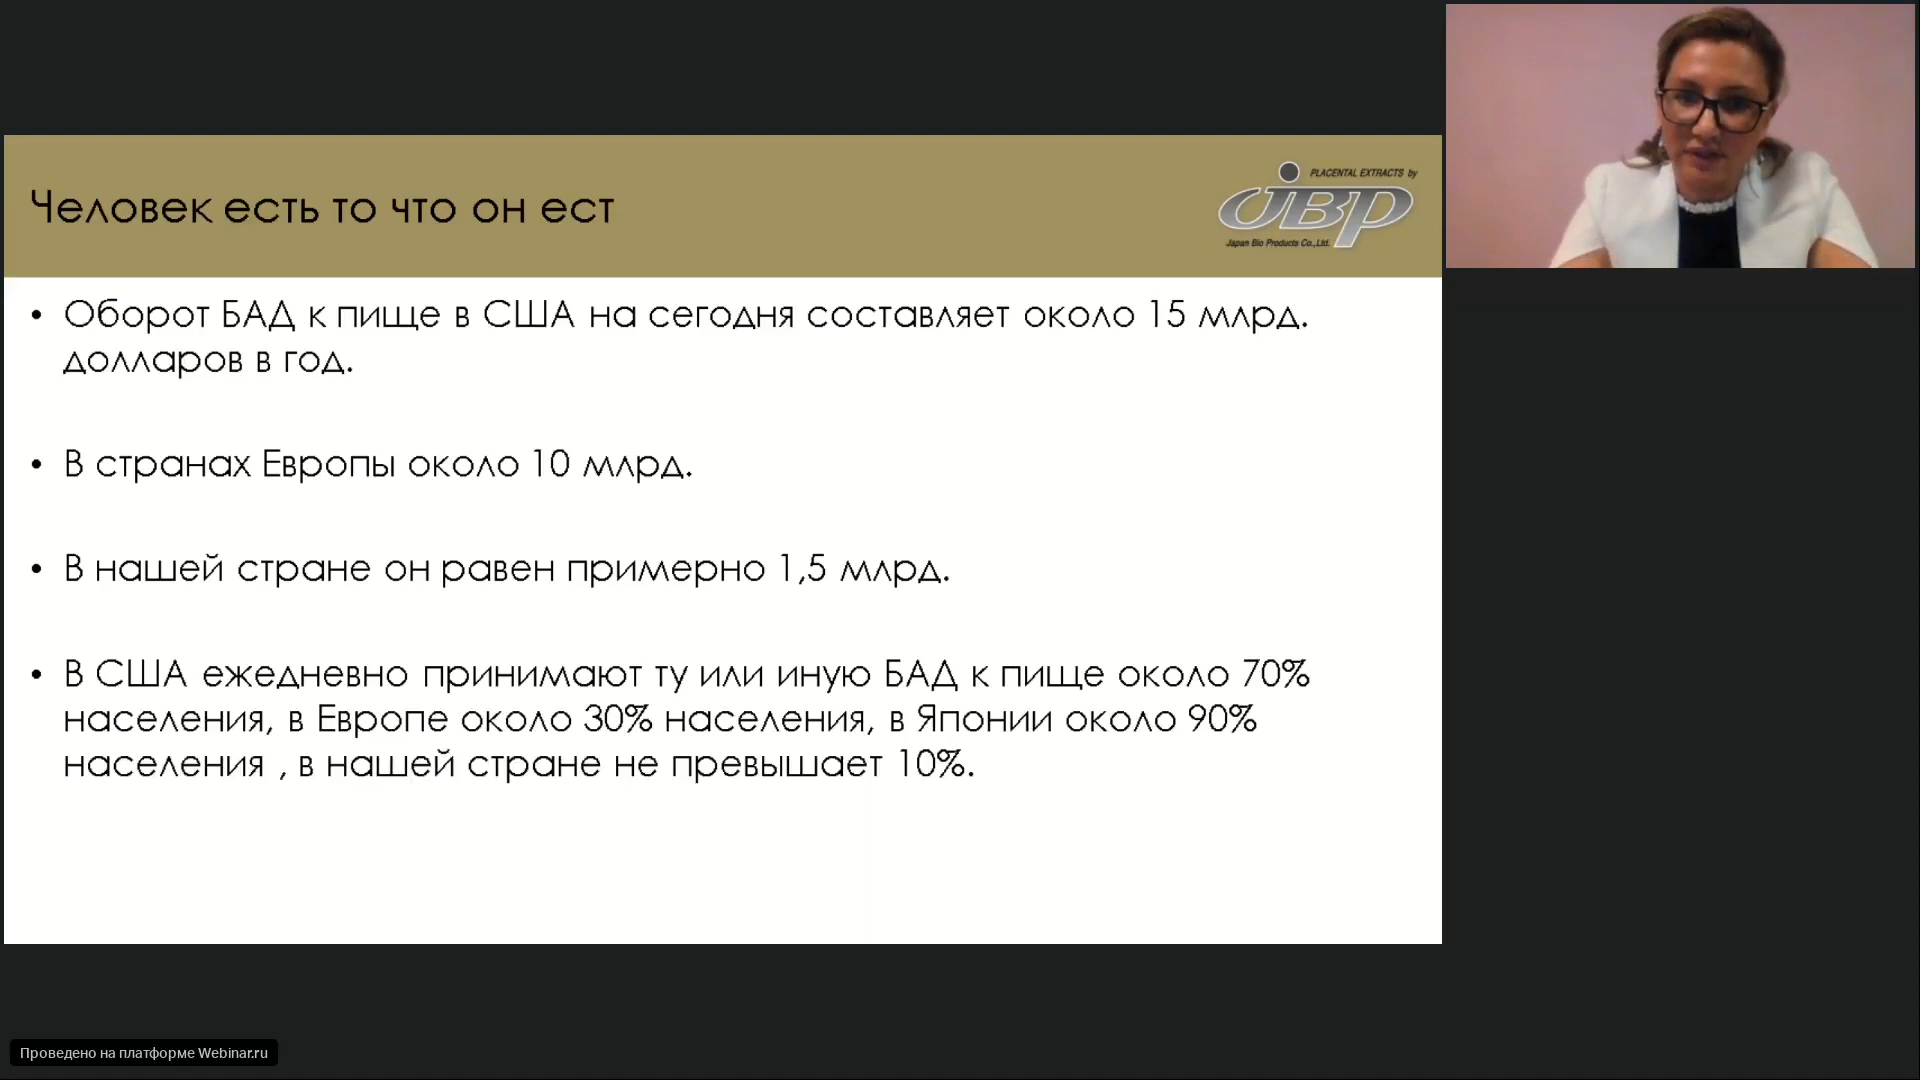 Человек есть то что он ест
PLACENTAL EXTRACTS by
JBP
Japan Bio Products Co.,Ltd.
• Оборот БАД к пище в США на сегодня составляет около 15 млрд.
долларов в год.
• В странах Европы около 10 млрд.
• В нашей стране он равен примерно 1,5 млрд.
• В США ежедневно принимают ту или иную БАД к пище около 70%
населения, в Европе около 30% населения, в Японии около 90%
населения , в нашей стране не превышает 10%.
Проведено на платформе Webinar.ru